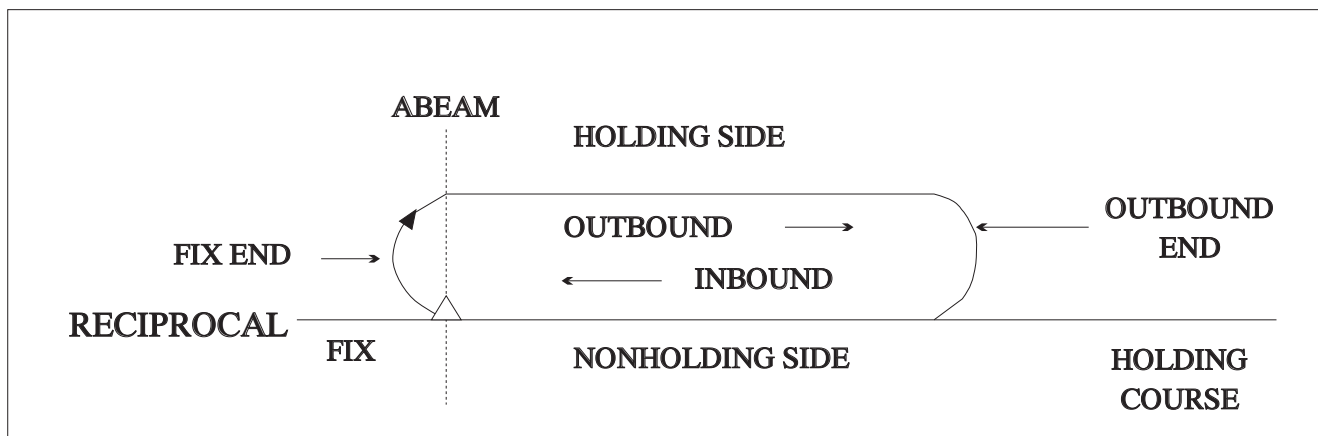 ABEAM
HOLDING SIDE
OUTBOUND
OUTBOUND
END
FIX END
INBOUND
RECIPROCAL
FIX
NONHOLDING SIDE
HOLDING
COURSE